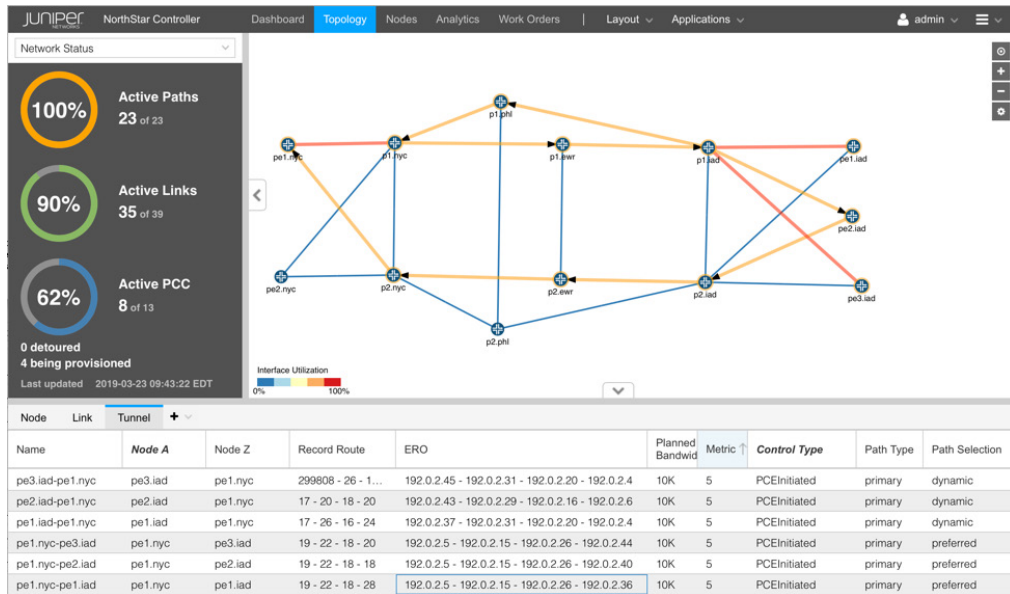 JUNIPER NETWORKS NorthStar Controller Dashboard Topology Nodes Analytics Work Orders | Layout Applications admin
Network Status
100% Active Paths
23 of 23
90% Active Links
35 of 39
62% Active PCC
8 of 13
0 detoured
4 being provisioned
Last updated 2019-03-23 09:43:22 EDT
p1.phl
pe1.nyc p1.nyc p1.ewr p1.iad pe1.iad
pe2.iad
pe2.nyc p2.nyc p2.ewr p2.iad pe3.iad
p2.phl
Interface Utilization
0% 100%
Node Link Tunnel +
Name Node A Node Z Record Route ERO Planned Bandwid Metric Control Type Path Type Path Selection
pe3.iad-pe1.nyc pe3.iad pe1.nyc 299808 - 26 - 1... 192.0.2.45 - 192.0.2.31 - 192.0.2.20 - 192.0.2.4 10K 5 PCEInitiated primary dynamic
pe2.iad-pe1.nyc pe2.iad pe1.nyc 17 - 20 - 18 - 20 192.0.2.43 - 192.0.2.29 - 192.0.2.16 - 192.0.2.6 10K 5 PCEInitiated primary dynamic
pe1.iad-pe1.nyc pe1.iad pe1.nyc 17 - 26 - 16 - 24 192.0.2.37 - 192.0.2.31 - 192.0.2.20 - 192.0.2.4 10K 5 PCEInitiated primary dynamic
pe1.nyc-pe3.iad pe1.nyc pe3.iad 19 - 22 - 18 - 20 192.0.2.5 - 192.0.2.15 - 192.0.2.26 - 192.0.2.44 10K 5 PCEInitiated primary preferred
pe1.nyc-pe2.iad pe1.nyc pe2.iad 19 - 22 - 18 - 18 192.0.2.5 - 192.0.2.15 - 192.0.2.26 - 192.0.2.40 10K 5 PCEInitiated primary preferred
pe1.nyc-pe1.iad pe1.nyc pe1.iad 19 - 22 - 18 - 28 192.0.2.5 - 192.0.2.15 - 192.0.2.26 - 192.0.2.36 10K 5 PCEInitiated primary preferred